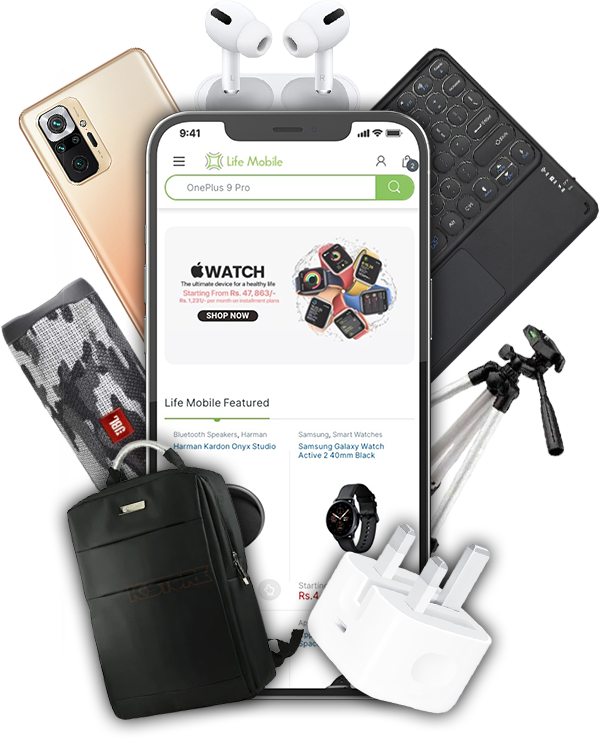 9:41
Life Mobile
2
OnePlus 9 Pro
WATCH
The ultimate device for a healthy life
Starting From Rs. 47,863/-
Rs. 1,231/- per month on installment plans
SHOP NOW
JBL
Life Mobile Featured
Bluetooth Speakers, Harman
Harman Kardon Onyx Studio
Samsung, Smart Watches
Samsung Galaxy Watch
Active 2 40mm Black
Starting
Rs.4